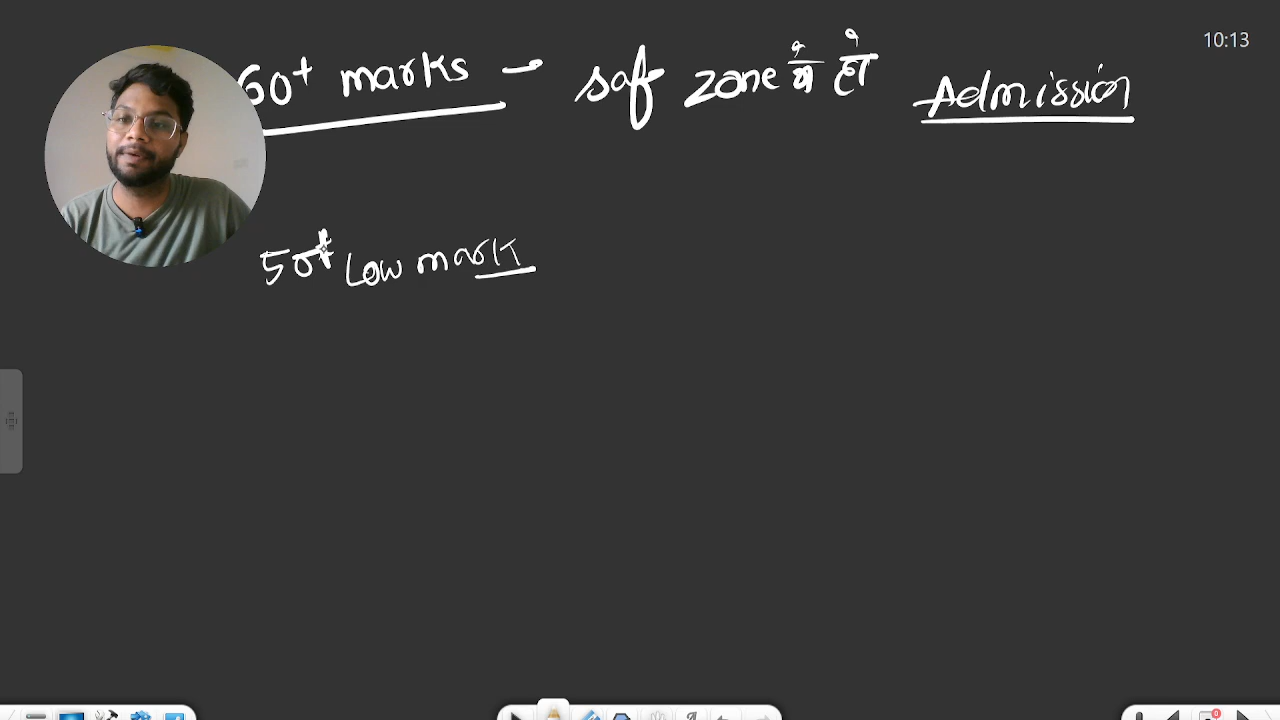 10:13
60+ marks - saf zone में हो Admission
50+ Low mark